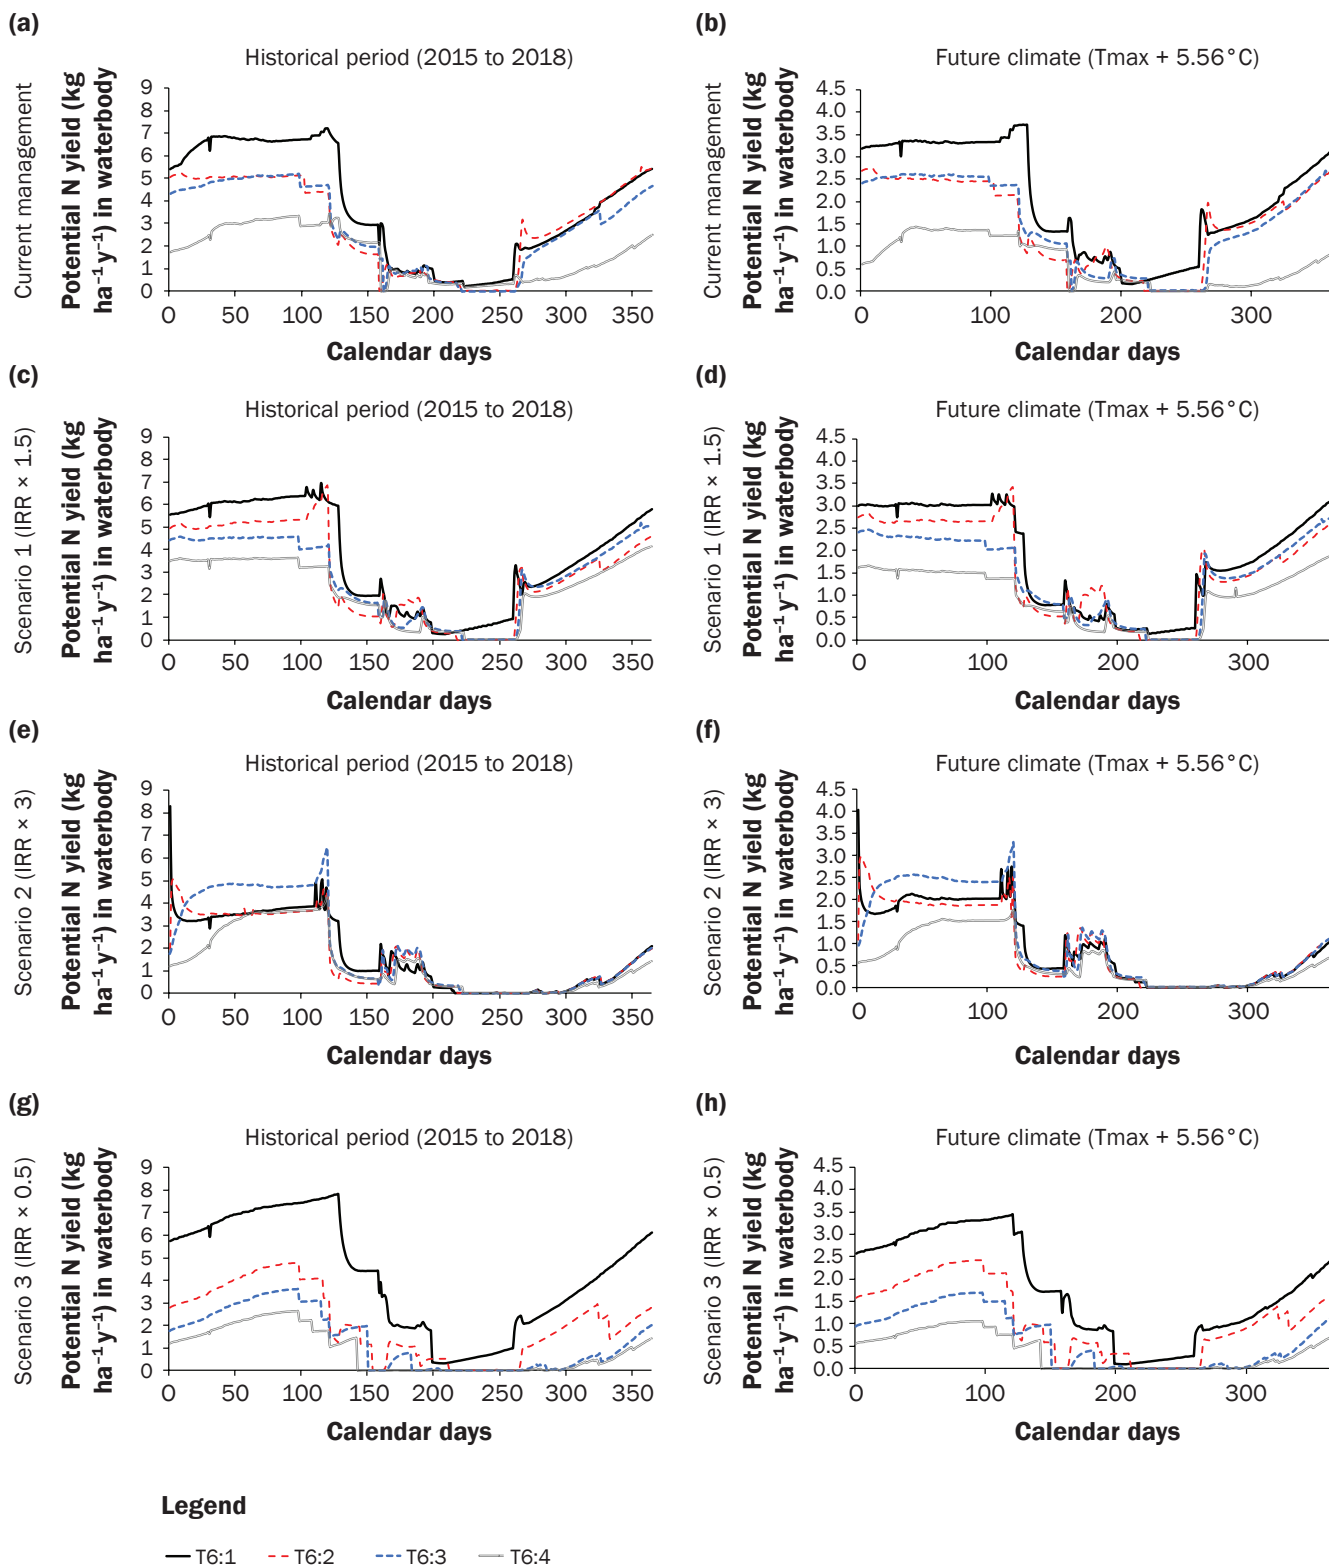 (a)
Historical period (2015 to 2018)
Current management
Potential N yield (kg
ha⁻¹ y⁻¹) in waterbody
9
8
7
6
5
4
3
2
1
0
0 50 100 150 200 250 300 350
Calendar days
(b)
Future climate (Tmax + 5.56 °C)
Current management
Potential N yield (kg
ha⁻¹ y⁻¹) in waterbody
4.5
4.0
3.5
3.0
2.5
2.0
1.5
1.0
0.5
0.0
0 100 200 300
Calendar days
(c)
Historical period (2015 to 2018)
Scenario 1 (IRR × 1.5)
Potential N yield (kg
ha⁻¹ y⁻¹) in waterbody
9
8
7
6
5
4
3
2
1
0
0 50 100 150 200 250 300 350
Calendar days
(d)
Future climate (Tmax + 5.56 °C)
Scenario 1 (IRR × 1.5)
Potential N yield (kg
ha⁻¹ y⁻¹) in waterbody
4.5
4.0
3.5
3.0
2.5
2.0
1.5
1.0
0.5
0.0
0 100 200 300
Calendar days
(e)
Historical period (2015 to 2018)
Scenario 2 (IRR × 3)
Potential N yield (kg
ha⁻¹ y⁻¹) in waterbody
9
8
7
6
5
4
3
2
1
0
0 50 100 150 200 250 300 350
Calendar days
(f)
Future climate (Tmax + 5.56 °C)
Scenario 2 (IRR × 3)
Potential N yield (kg
ha⁻¹ y⁻¹) in waterbody
4.5
4.0
3.5
3.0
2.5
2.0
1.5
1.0
0.5
0.0
0 100 200 300
Calendar days
(g)
Historical period (2015 to 2018)
Scenario 3 (IRR × 0.5)
Potential N yield (kg
ha⁻¹ y⁻¹) in waterbody
9
8
7
6
5
4
3
2
1
0
0 50 100 150 200 250 300 350
Calendar days
(h)
Future climate (Tmax + 5.56 °C)
Scenario 3 (IRR × 0.5)
Potential N yield (kg
ha⁻¹ y⁻¹) in waterbody
4.5
4.0
3.5
3.0
2.5
2.0
1.5
1.0
0.5
0.0
0 100 200 300
Calendar days
Legend
T6:1 T6:2 T6:3 T6:4